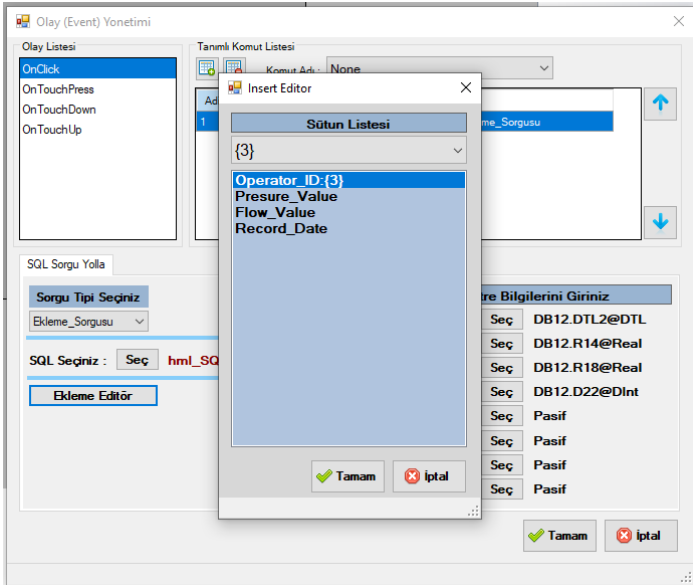 Olay (Event) Yonetimi
Olay Listesi
OnClick
OnTouchPress
OnTouchDown
OnTouchUp
Tanımlı Komut Listesi
Komut Adı : None
Ad
1
me_Sorgusu
Insert Editor
Sütun Listesi
{3}
Operator_ID:{3}
Presure_Value
Flow_Value
Record_Date
Tamam
İptal
SQL Sorgu Yolla
Sorgu Tipi Seçiniz
Ekleme_Sorgusu
SQL Seçiniz : Seç hml_SQ
Ekleme Editör
tre Bilgilerini Giriniz
Seç DB12.DTL2@DTL
Seç DB12.R14@Real
Seç DB12.R18@Real
Seç DB12.D22@DInt
Seç Pasif
Seç Pasif
Seç Pasif
Seç Pasif
Tamam
İptal